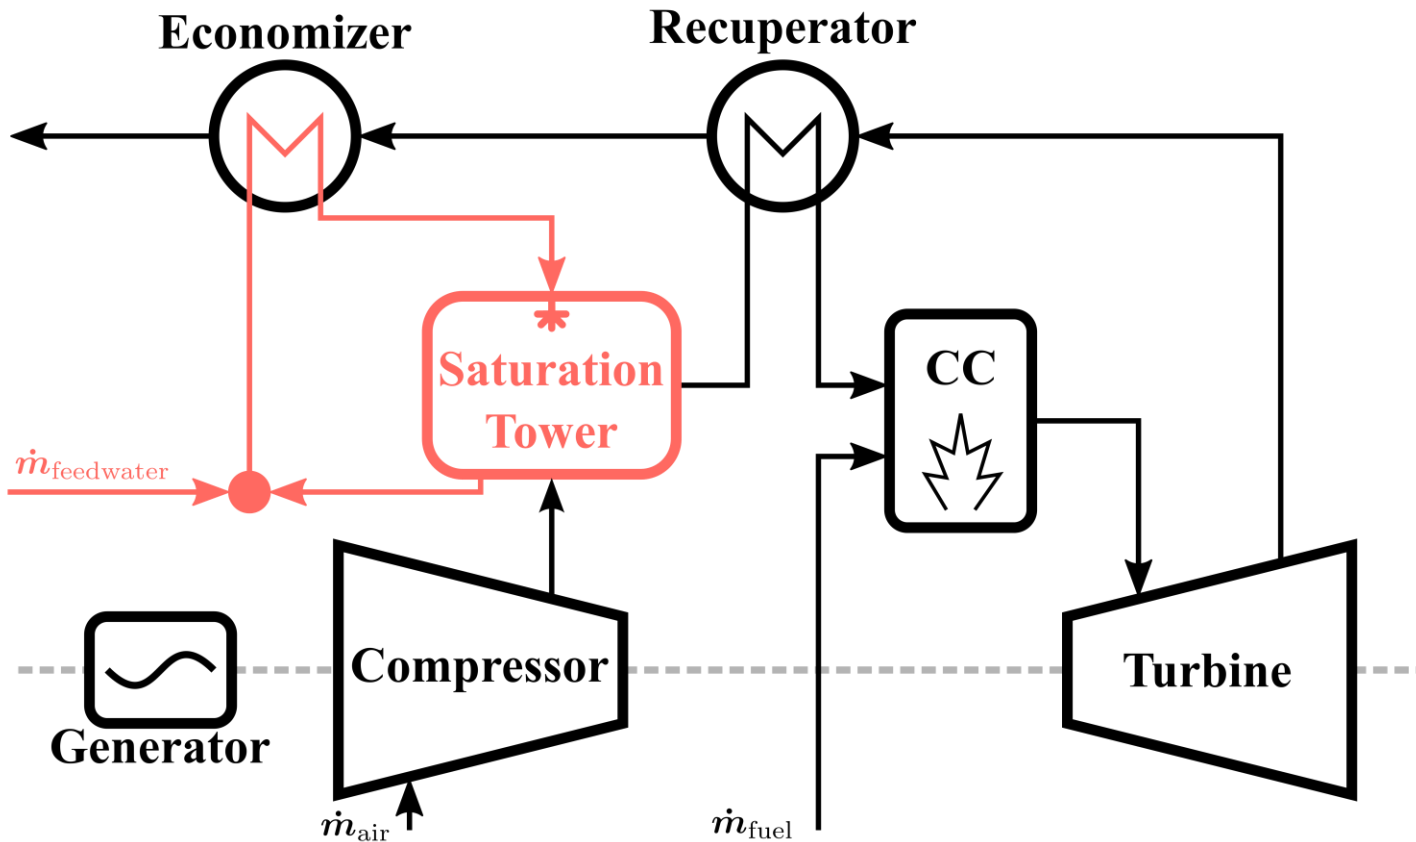 Economizer
Recuperator
Saturation
Tower
CC
ṁfeedwater
Compressor
Turbine
Generator
ṁair
ṁfuel